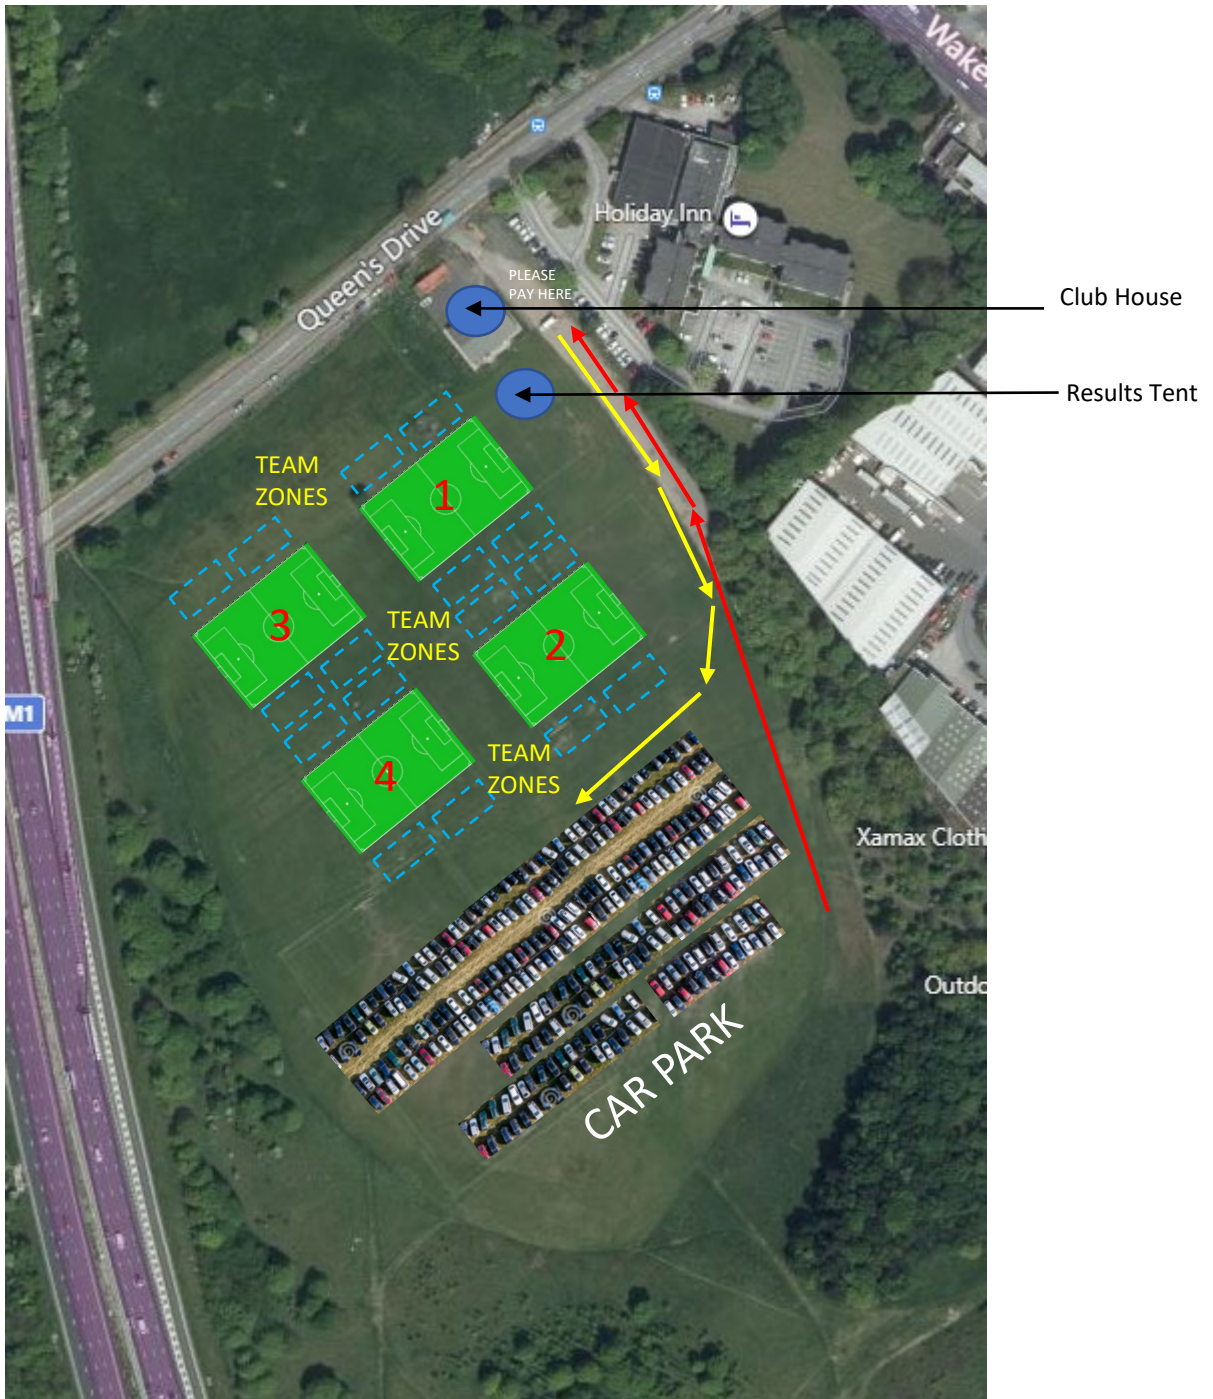 Wake
Holiday Inn
Queen's Drive
PLEASE
PAY HERE
Club House
Results Tent
TEAM
ZONES
1
3
TEAM
ZONES
2
M1
TEAM
ZONES
4
Xamax Cloth
Outdo
CAR PARK